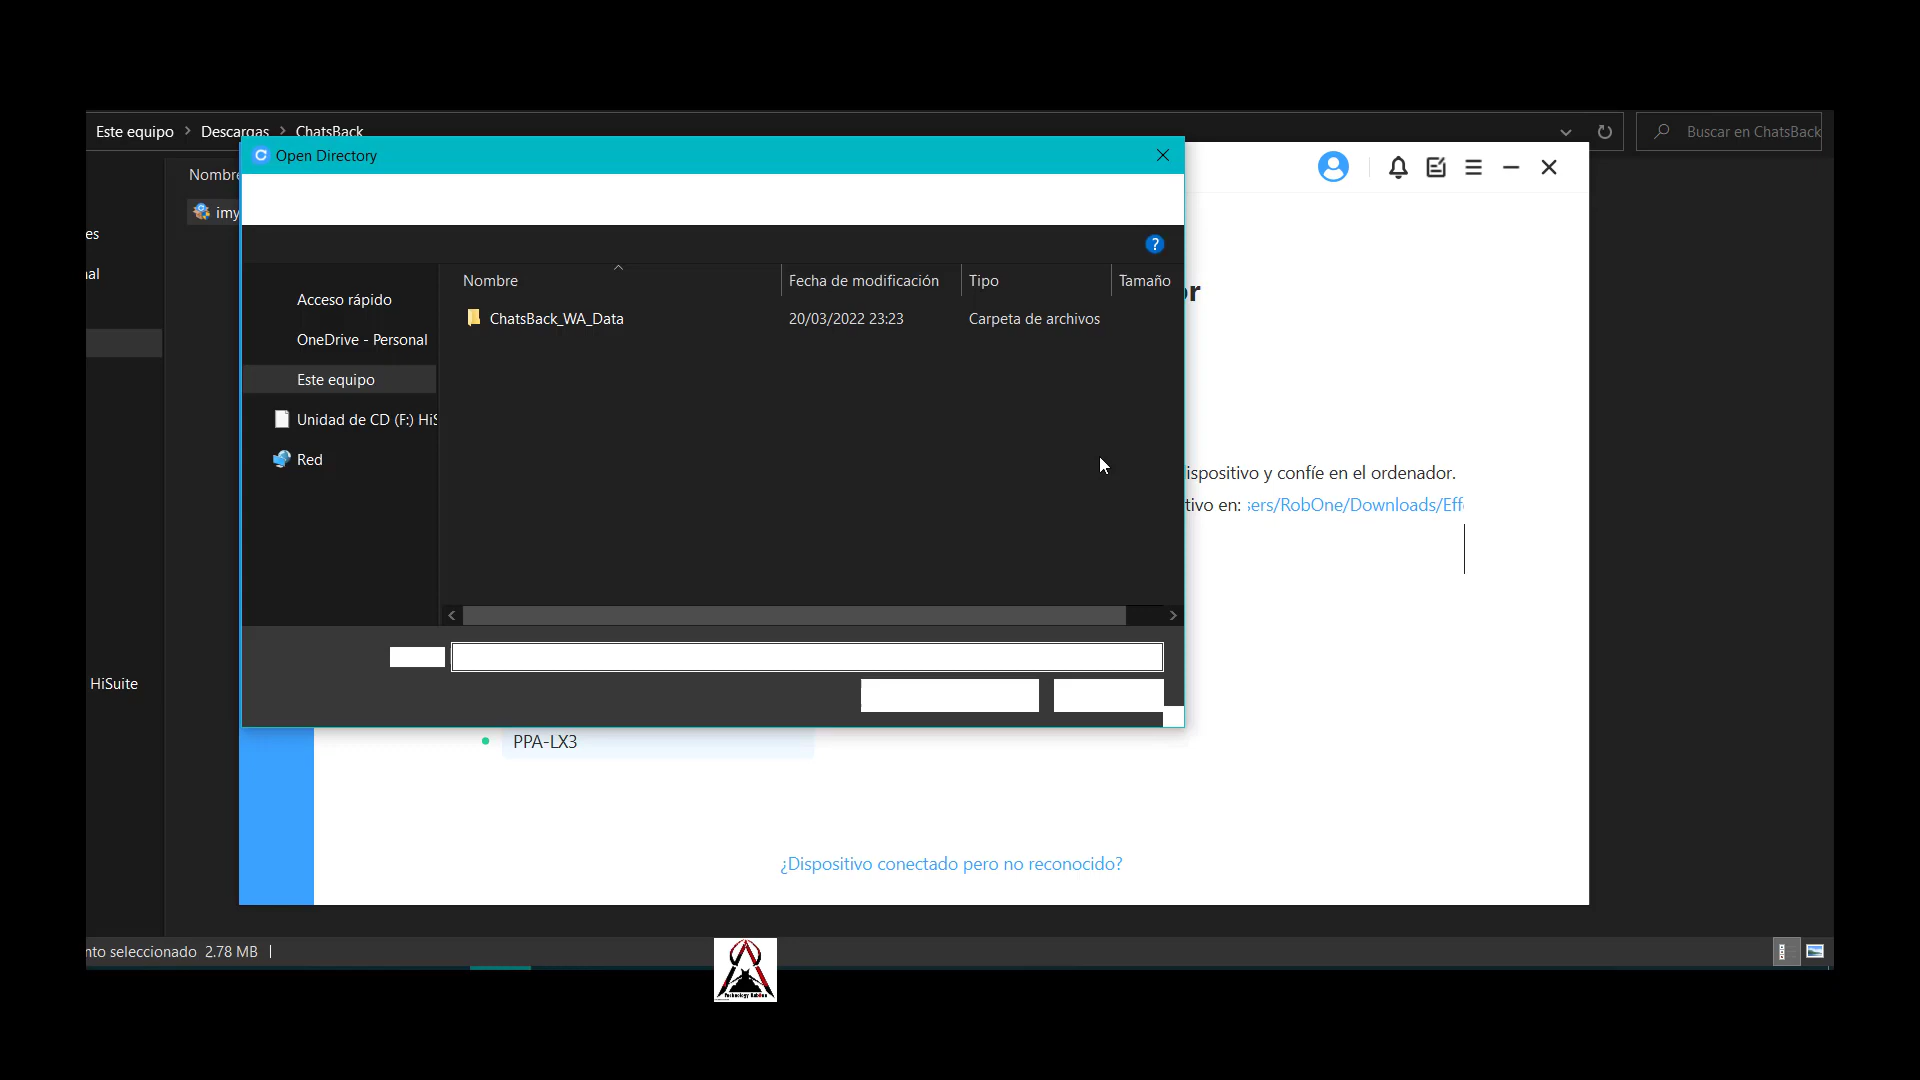 Este equipo > Descargas > ChatsBack
Buscar en ChatsBack
Open Directory
Nombre
imy
es
al
?
Nombre
Fecha de modificación
Tipo
Tamaño
Acceso rápido
ChatsBack_WA_Data
20/03/2022 23:23
Carpeta de archivos
OneDrive - Personal
Este equipo
Unidad de CD (F:) HiS
Red
r
ispositivo y confíe en el ordenador.
tivo en: sers/RobOne/Downloads/Eff
HiSuite
PPA-LX3
¿Dispositivo conectado pero no reconocido?
nto seleccionado 2.78 MB